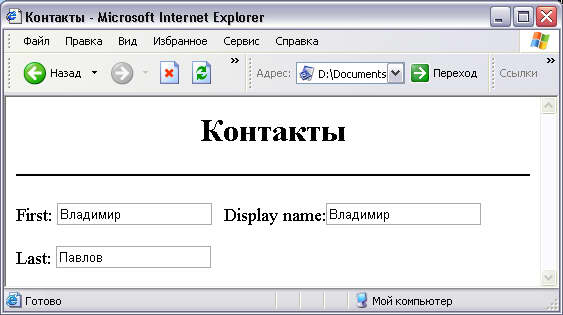 Контакты - Microsoft Internet Explorer
Файл Правка Вид Избранное Сервис Справка
Назад Адрес: D:\Documents Переход Ссылки
Контакты
First: Владимир Display name: Владимир
Last: Павлов
Готово Мой компьютер